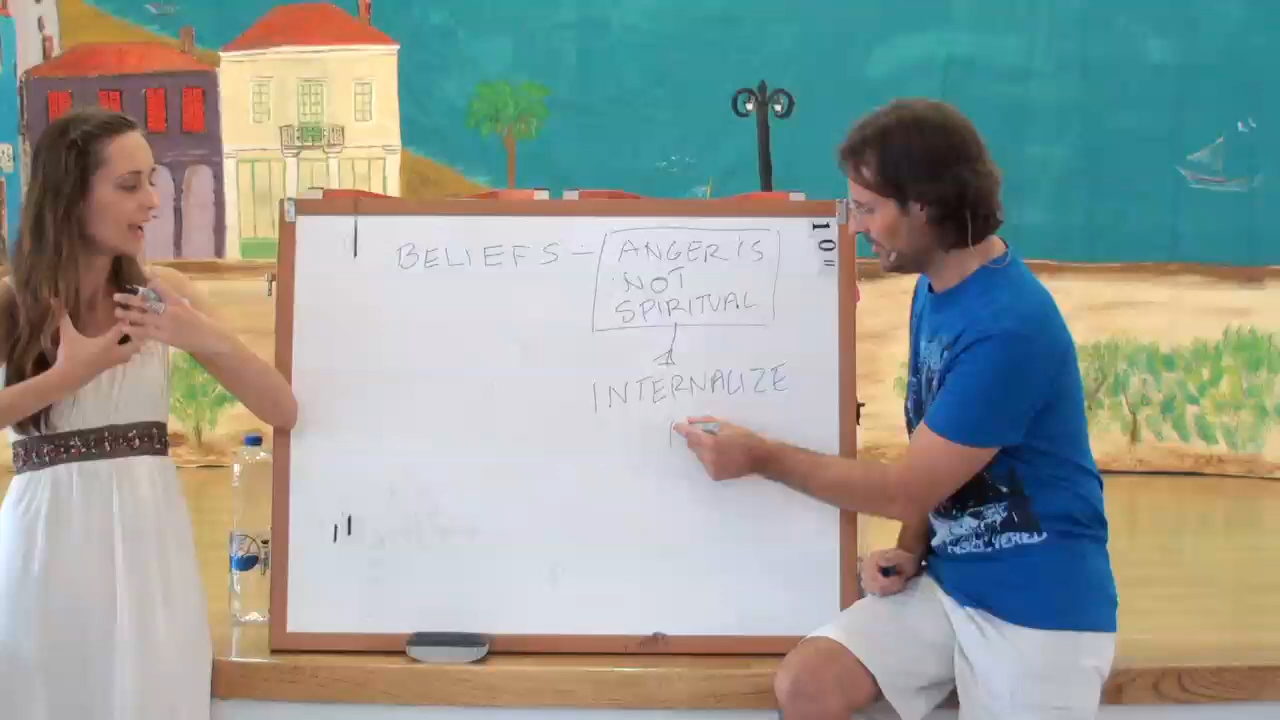 BELIEFS – ANGER IS
NOT
SPIRITUAL
INTERNALIZE
10"